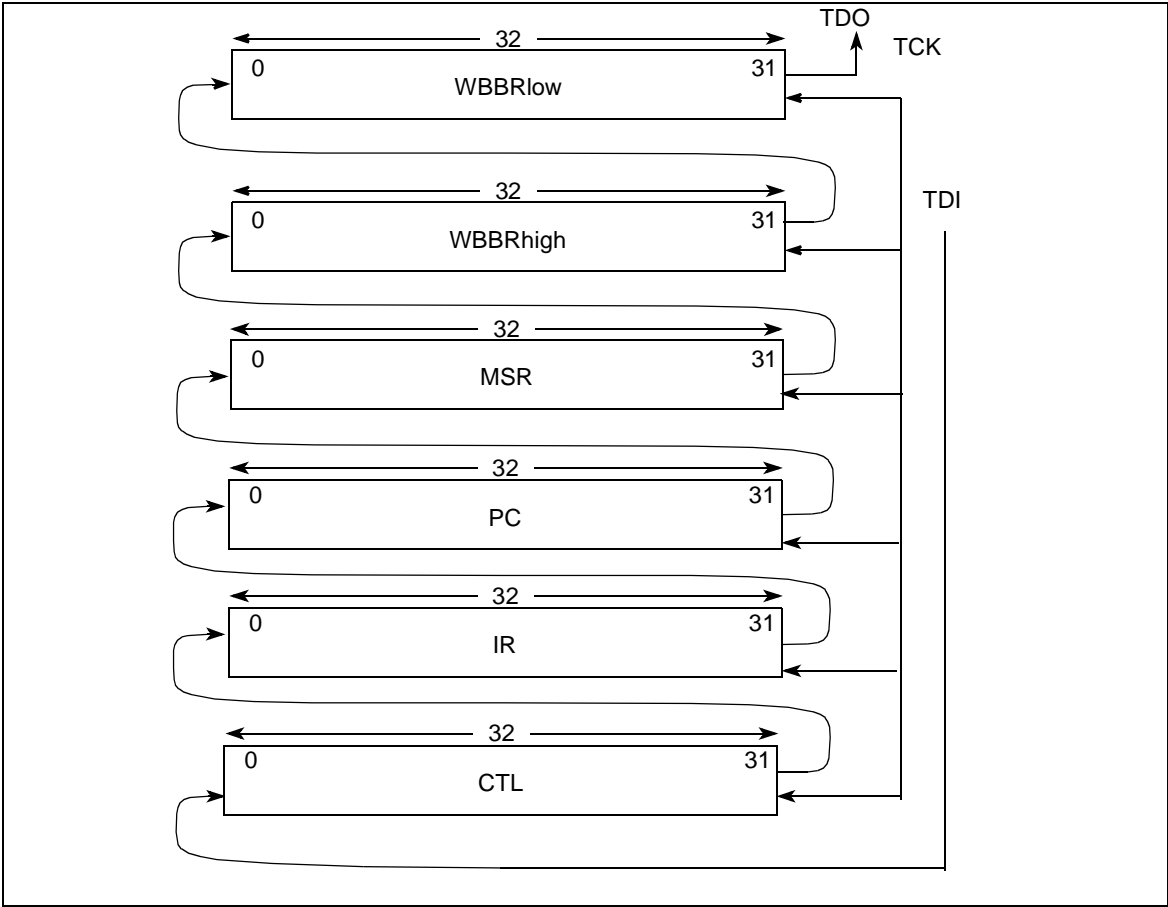 TDO
32
TCK
0 31
WBBRlow
32
TDI
0 31
WBBRhigh
32
0 31
MSR
32
0 31
PC
32
0 31
IR
32
0 31
CTL